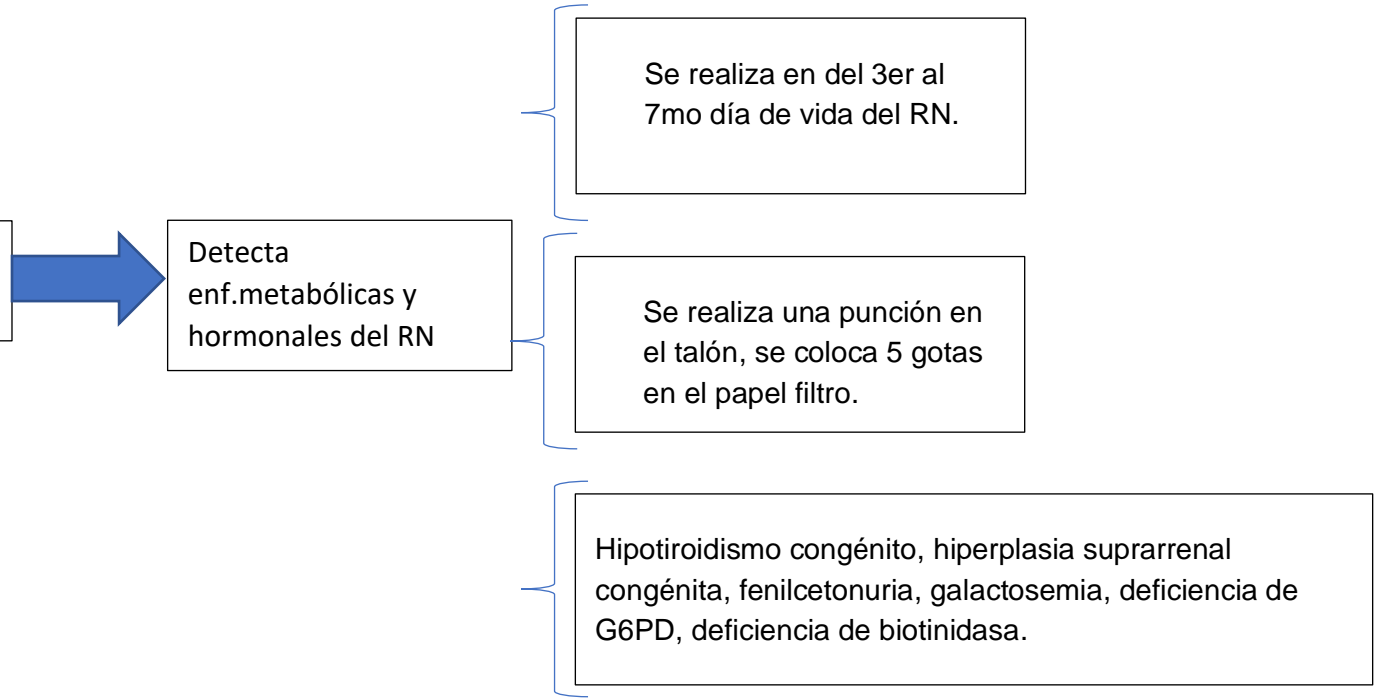 Se realiza en del 3er al
7mo día de vida del RN.
Detecta
enf.metabólicas y
hormonales del RN
Se realiza una punción en
el talón, se coloca 5 gotas
en el papel filtro.
Hipotiroidismo congénito, hiperplasia suprarrenal
congénita, fenilcetonuria, galactosemia, deficiencia de
G6PD, deficiencia de biotinidasa.